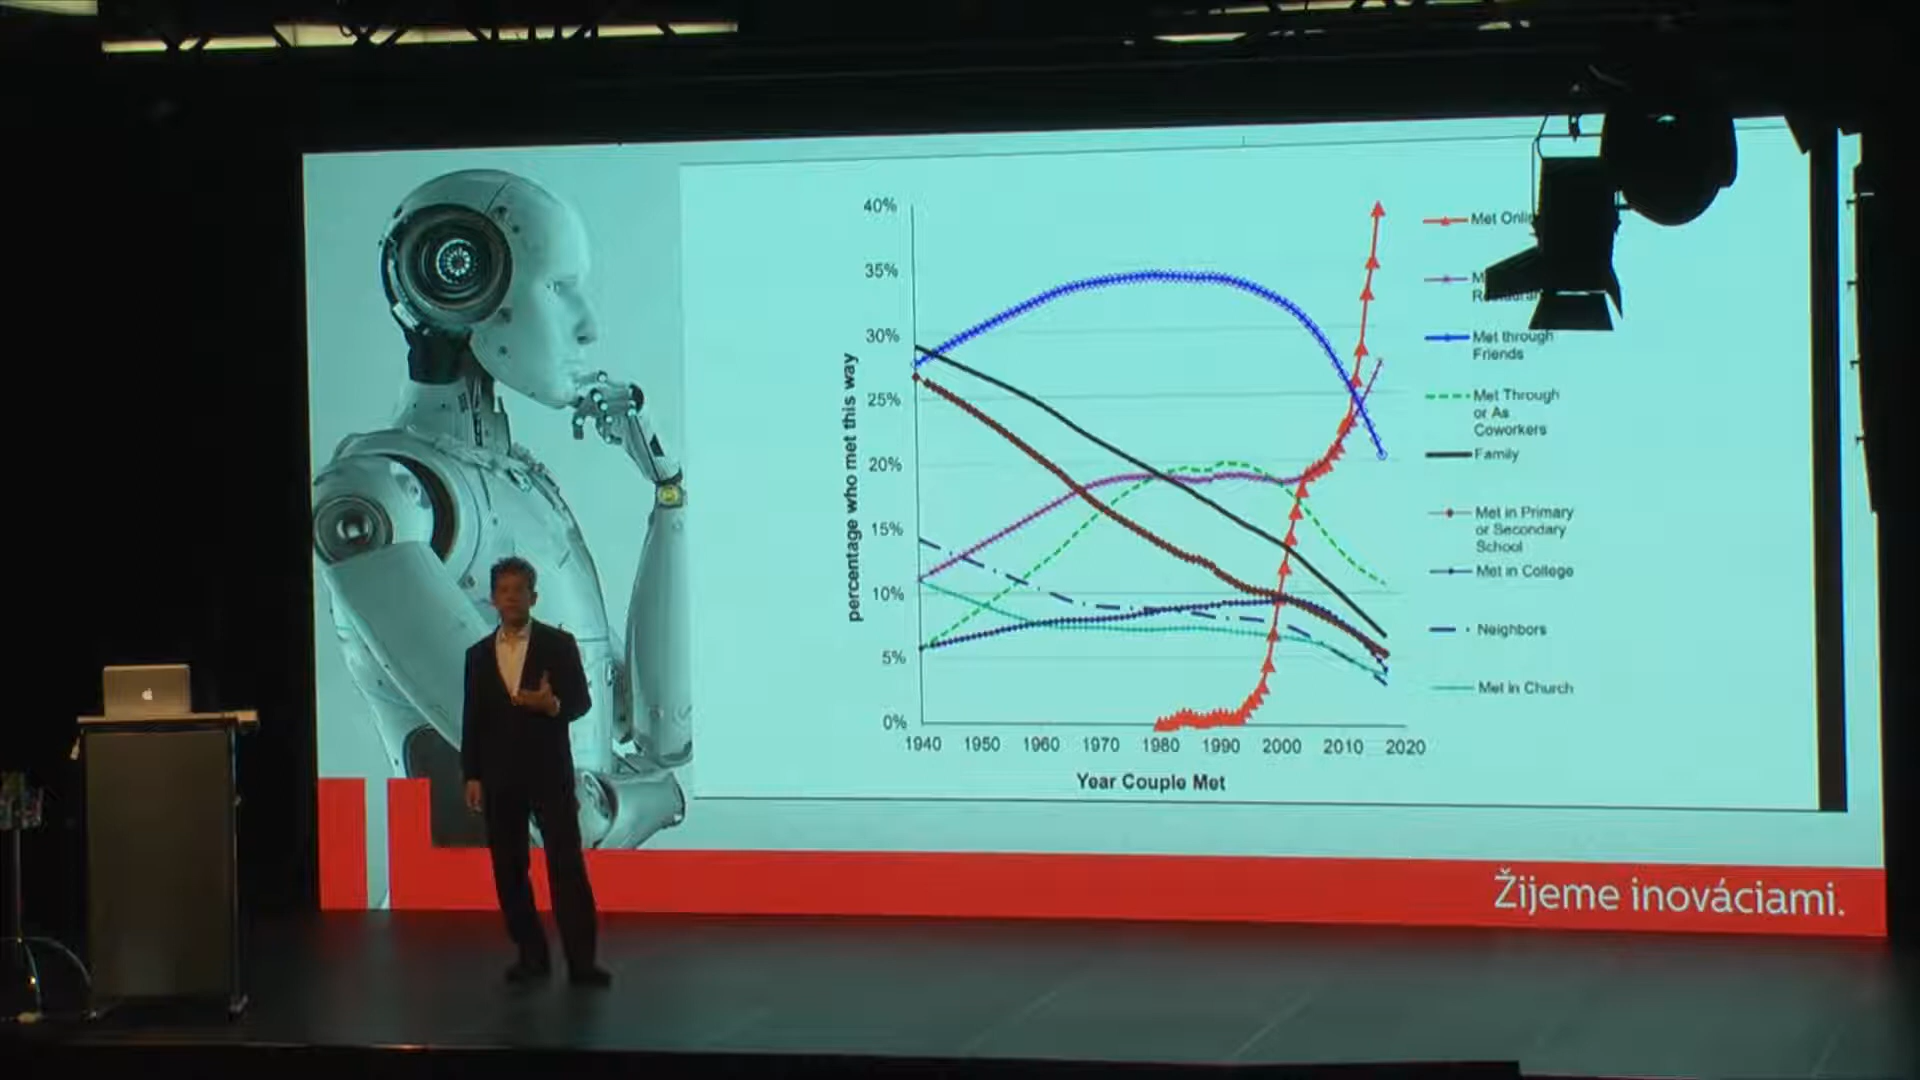 40%
35%
30%
25%
20%
15%
10%
5%
0%
percentage who met this way
1940 1950 1960 1970 1980 1990 2000 2010 2020
Year Couple Met
Met
Met through
Friends
Met Through
or As
Coworkers
Family
Met in Primary
or Secondary
School
Met in College
Neighbors
Met in Church
Žijeme inováciami.